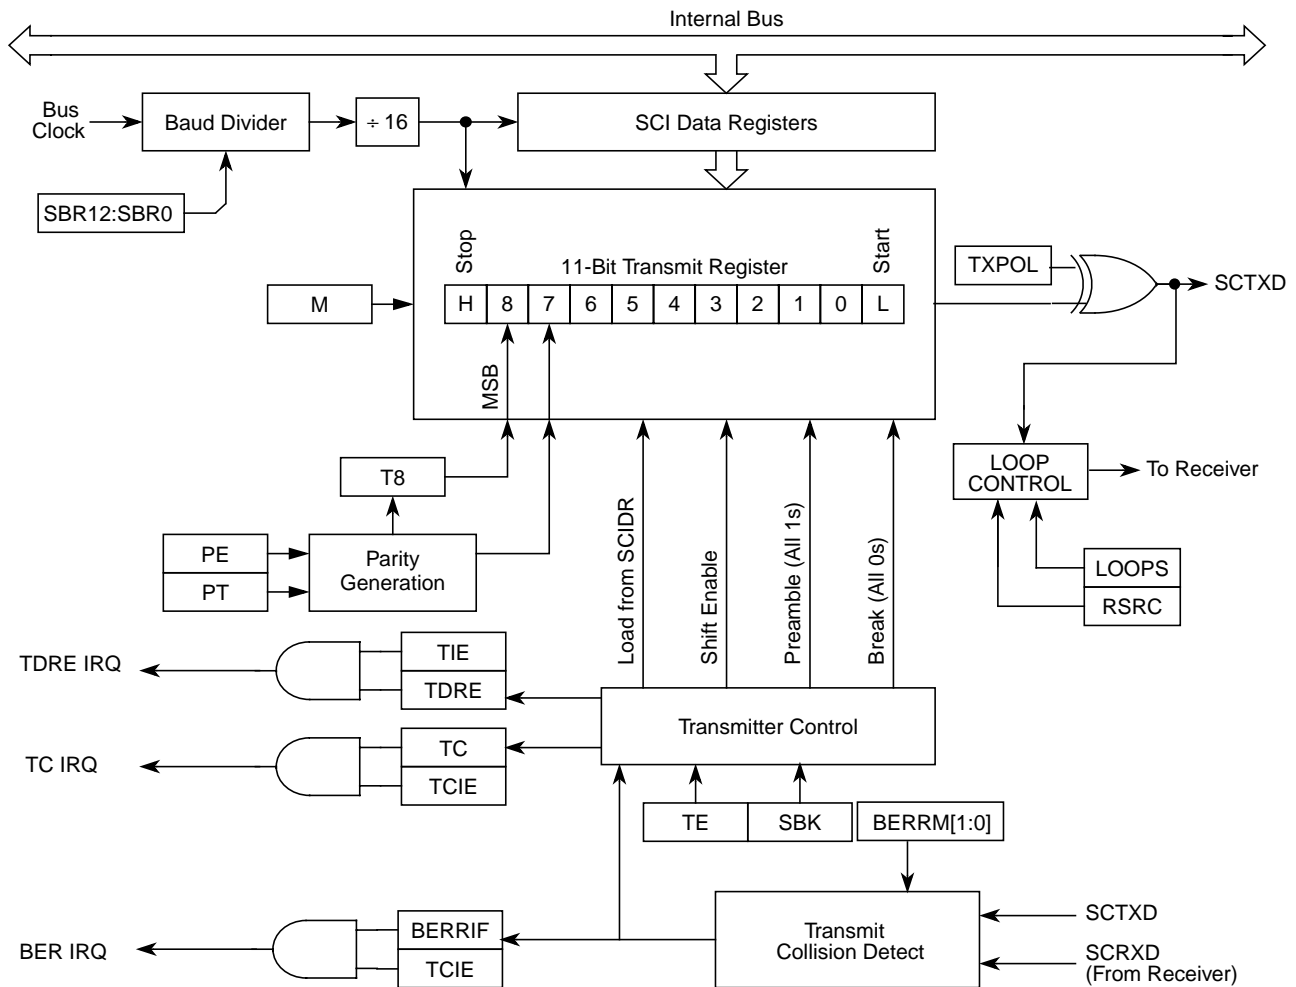 Internal Bus
Bus
Clock
Baud Divider
÷ 16
SCI Data Registers
SBR12:SBR0
Stop
11-Bit Transmit Register
Start
TXPOL
SCTXD
M
H 8 7 6 5 4 3 2 1 0 L
MSB
T8
LOOP
CONTROL
To Receiver
PE
PT
Parity
Generation
Load from SCIDR
Shift Enable
Preamble (All 1s)
Break (All 0s)
LOOPS
RSRC
TDRE IRQ
TIE
TDRE
Transmitter Control
TC IRQ
TC
TCIE
TE
SBK
BERRM[1:0]
BER IRQ
BERRIF
TCIE
Transmit
Collision Detect
SCTXD
SCRXD
(From Receiver)